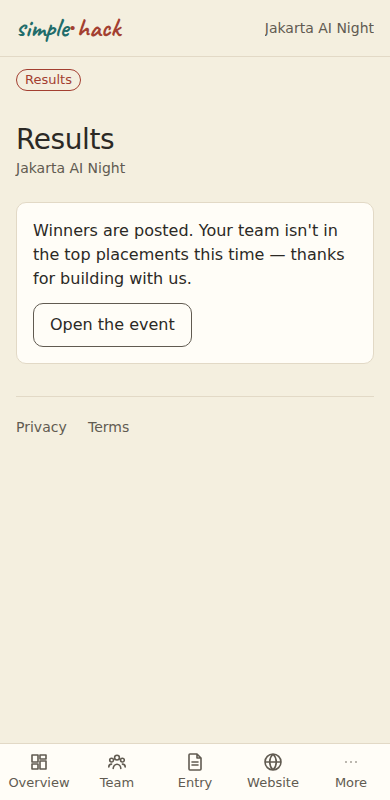 simple hack
Jakarta AI Night
Results
Results
Jakarta AI Night
Winners are posted. Your team isn't in
the top placements this time — thanks
for building with us.
Open the event
Privacy Terms
Overview Team Entry Website More